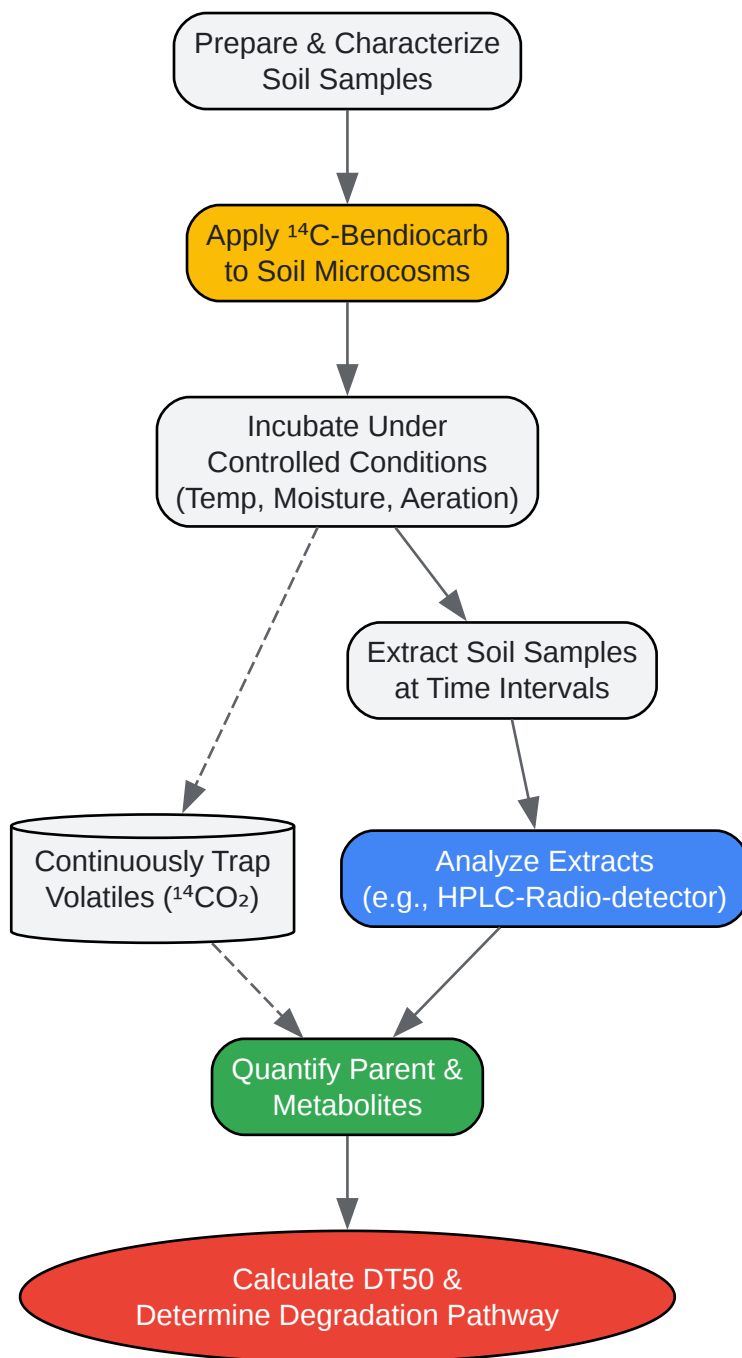 Prepare & Characterize
Soil Samples
Apply ¹⁴C-Bendiocarb
to Soil Microcosms
Incubate Under
Controlled Conditions
(Temp, Moisture, Aeration)
Extract Soil Samples
at Time Intervals
Continuously Trap
Volatiles (¹⁴CO₂)
Analyze Extracts
(e.g., HPLC-Radio-detector)
Quantify Parent &
Metabolites
Calculate DT50 &
Determine Degradation Pathway